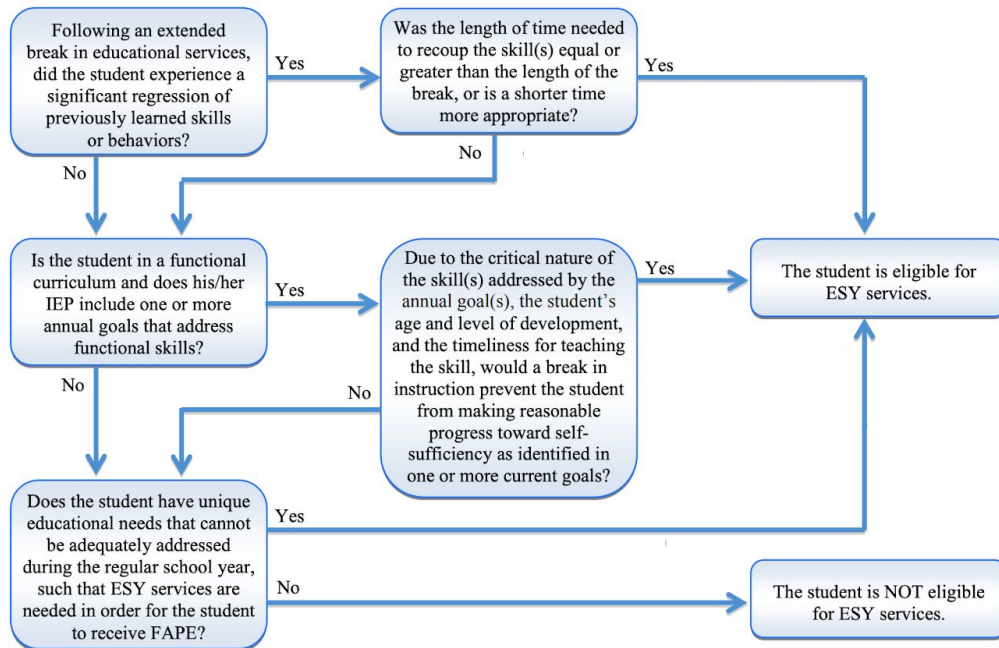 Following an extended
break in educational services,
did the student experience a
significant regression of
previously learned skills
or behaviors?
Yes
Was the length of time needed
to recoup the skill(s) equal or
greater than the length of the
break, or is a shorter time
more appropriate?
Yes
No
No
Is the student in a functional
curriculum and does his/her
IEP include one or more
annual goals that address
functional skills?
Yes
Due to the critical nature of
the skill(s) addressed by the
annual goal(s), the student's
age and level of development,
and the timeliness for teaching
the skill, would a break in
instruction prevent the student
from making reasonable
progress toward self-
sufficiency as identified in
one or more current goals?
Yes
The student is eligible for
ESY services.
No
No
Does the student have unique
educational needs that cannot
be adequately addressed
during the regular school year,
such that ESY services are
needed in order for the student
to receive FAPE?
Yes
No
The student is NOT eligible
for ESY services.